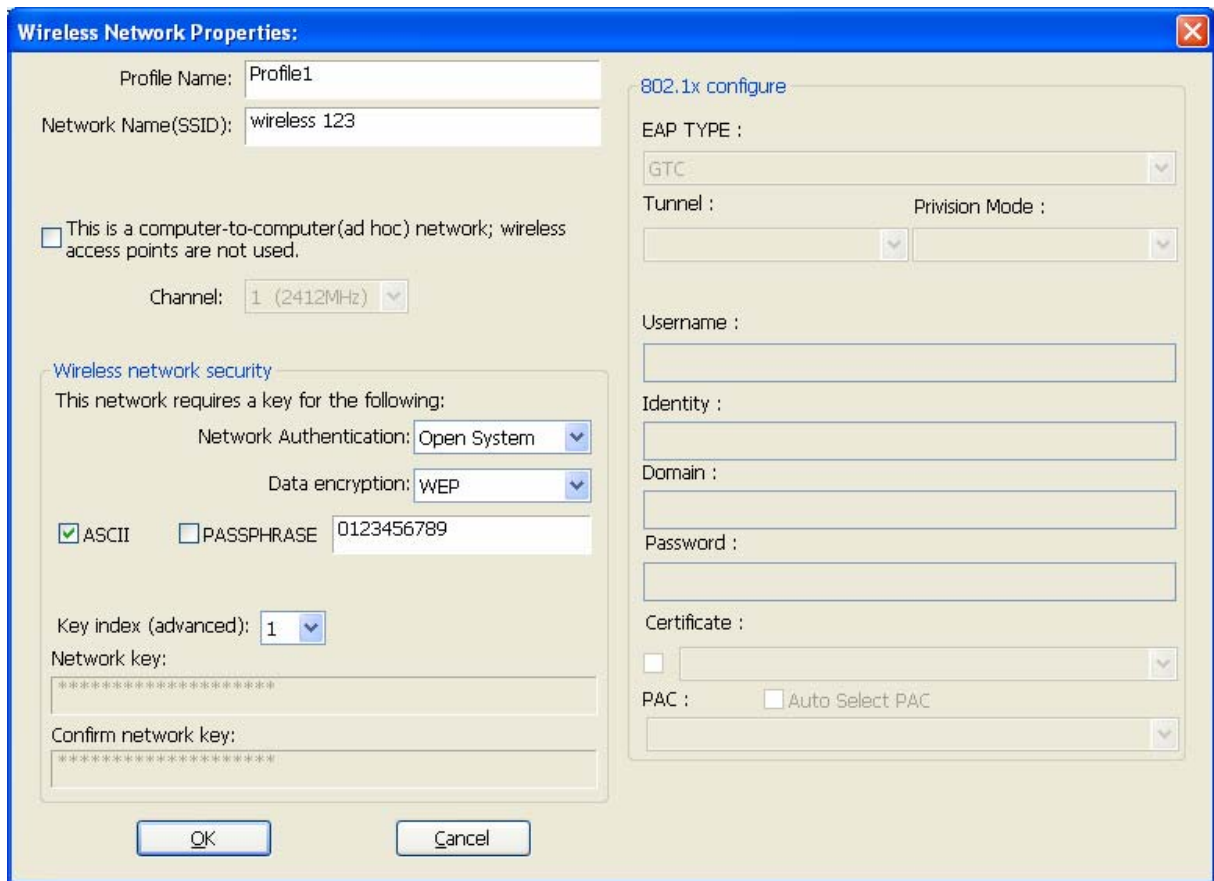 Wireless Network Properties:
Profile Name: Profile1
Network Name(SSID): wireless 123
This is a computer-to-computer(ad hoc) network; wireless
access points are not used.
Channel: 1 (2412MHz)
Wireless network security
This network requires a key for the following:
Network Authentication: Open System
Data encryption: WEP
ASCII PASSPHRASE 0123456789
Key index (advanced): 1
Network key:
********************
Confirm network key:
********************
OK Cancel
802.1x configure
EAP TYPE :
GTC
Tunnel : Privision Mode :
Username :
Identity :
Domain :
Password :
Certificate :
PAC : Auto Select PAC